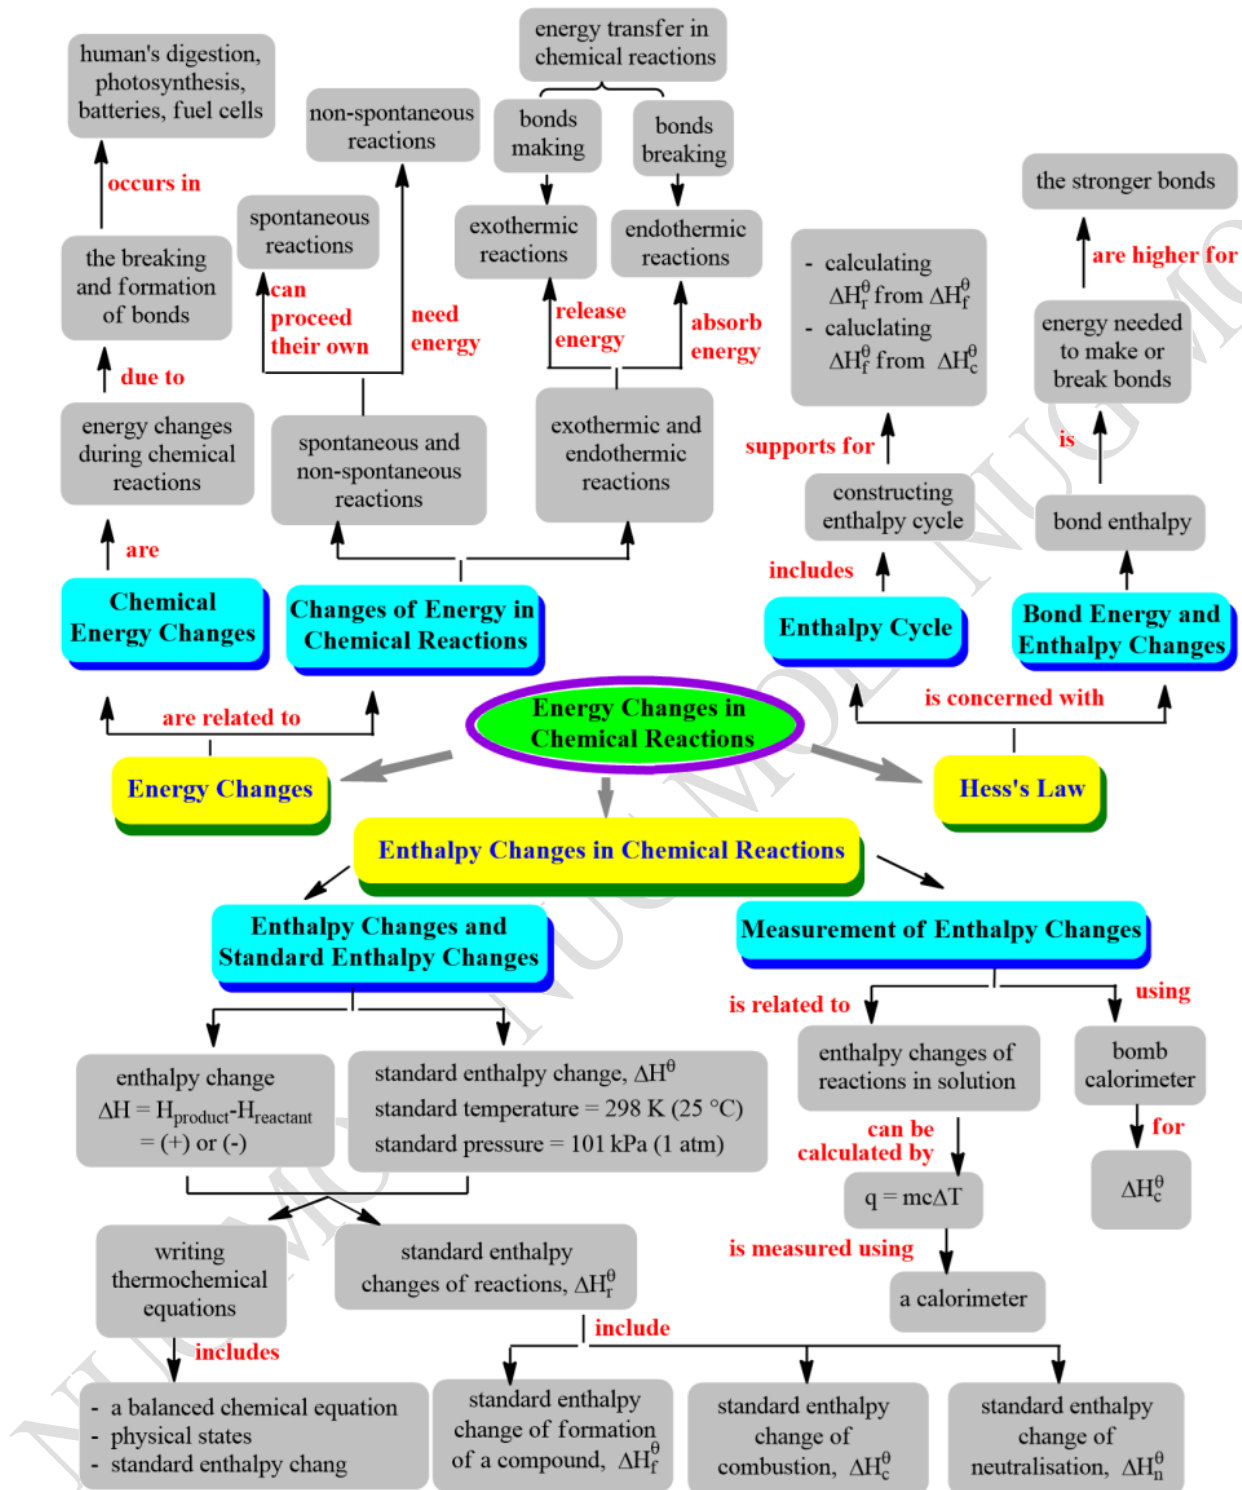 energy transfer in
chemical reactions
human's digestion,
photosynthesis,
batteries, fuel cells
non-spontaneous
reactions
bonds
making
bonds
breaking
occurs in
the stronger bonds
spontaneous
reactions
exothermic
reactions
endothermic
reactions
are higher for
the breaking
and formation
of bonds
can
proceed
their own
need
energy
release
energy
absorb
energy
- calculating
ΔH_r^θ from ΔH_f^θ
- caluclating
ΔH_f^θ from ΔH_c^θ
energy needed
to make or
break bonds
due to
energy changes
during chemical
reactions
spontaneous and
non-spontaneous
reactions
exothermic and
endothermic
reactions
supports for
is
constructing
enthalpy cycle
bond enthalpy
are
includes
Chemical
Energy Changes
Changes of Energy in
Chemical Reactions
Enthalpy Cycle
Bond Energy and
Enthalpy Changes
are related to
Energy Changes in
Chemical Reactions
is concerned with
Energy Changes
Hess's Law
Enthalpy Changes in Chemical Reactions
Enthalpy Changes and
Standard Enthalpy Changes
Measurement of Enthalpy Changes
is related to
using
enthalpy change
ΔH = H_product-H_reactant
= (+) or (-)
standard enthalpy change, ΔH^θ
standard temperature = 298 K (25 °C)
standard pressure = 101 kPa (1 atm)
enthalpy changes of
reactions in solution
bomb
calorimeter
can be
calculated by
for
q = mcΔT
ΔH_c^θ
is measured using
a calorimeter
writing
thermochemical
equations
standard enthalpy
changes of reactions, ΔH_r^θ
includes
include
- a balanced chemical equation
- physical states
- standard enthalpy chang
standard enthalpy
change of formation
of a compound, ΔH_f^θ
standard enthalpy
change of
combustion, ΔH_c^θ
standard enthalpy
change of
neutralisation, ΔH_n^θ